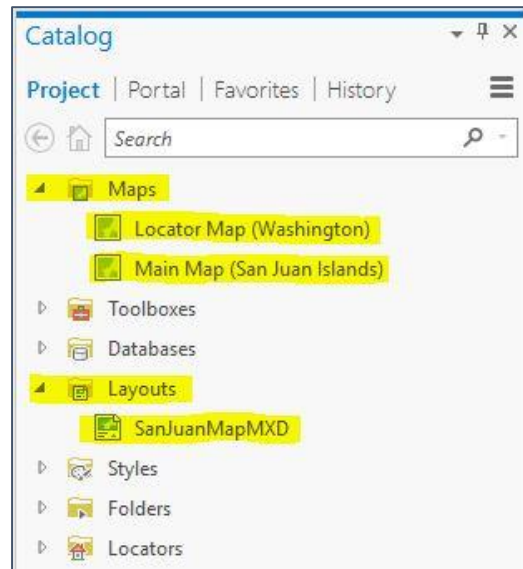 Catalog
Project | Portal | Favorites | History
Search
Maps
Locator Map (Washington)
Main Map (San Juan Islands)
Toolboxes
Databases
Layouts
SanJuanMapMXD
Styles
Folders
Locators